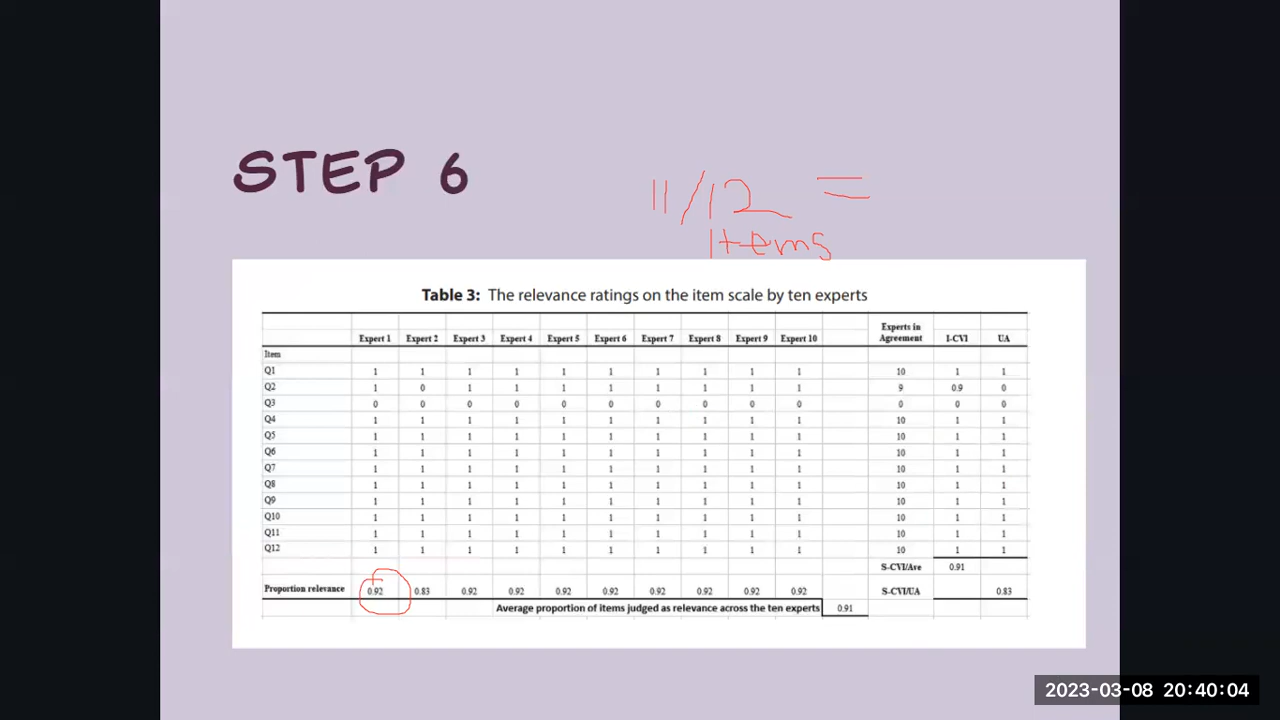 STEP 6
11/12 =
Items
Table 3: The relevance ratings on the item scale by ten experts
Expert 1 Expert 2 Expert 3 Expert 4 Expert 5 Expert 6 Expert 7 Expert 8 Expert 9 Expert 10 Experts in Agreement I-CVI UA
Item
Q1 1 1 1 1 1 1 1 1 1 1 10 1 1
Q2 1 0 1 1 1 1 1 1 1 1 9 0.9 0
Q3 0 0 0 0 0 0 0 0 0 0 0 0 0
Q4 1 1 1 1 1 1 1 1 1 1 10 1 1
Q5 1 1 1 1 1 1 1 1 1 1 10 1 1
Q6 1 1 1 1 1 1 1 1 1 1 10 1 1
Q7 1 1 1 1 1 1 1 1 1 1 10 1 1
Q8 1 1 1 1 1 1 1 1 1 1 10 1 1
Q9 1 1 1 1 1 1 1 1 1 1 10 1 1
Q10 1 1 1 1 1 1 1 1 1 1 10 1 1
Q11 1 1 1 1 1 1 1 1 1 1 10 1 1
Q12 1 1 1 1 1 1 1 1 1 1 10 1 1
S-CVI/Ave 0.91
Proportion relevance 0.92 0.83 0.92 0.92 0.92 0.92 0.92 0.92 0.92 0.92 S-CVI/UA 0.83
Average proportion of items judged as relevance across the ten experts 0.91
2023-03-08 20:40:04